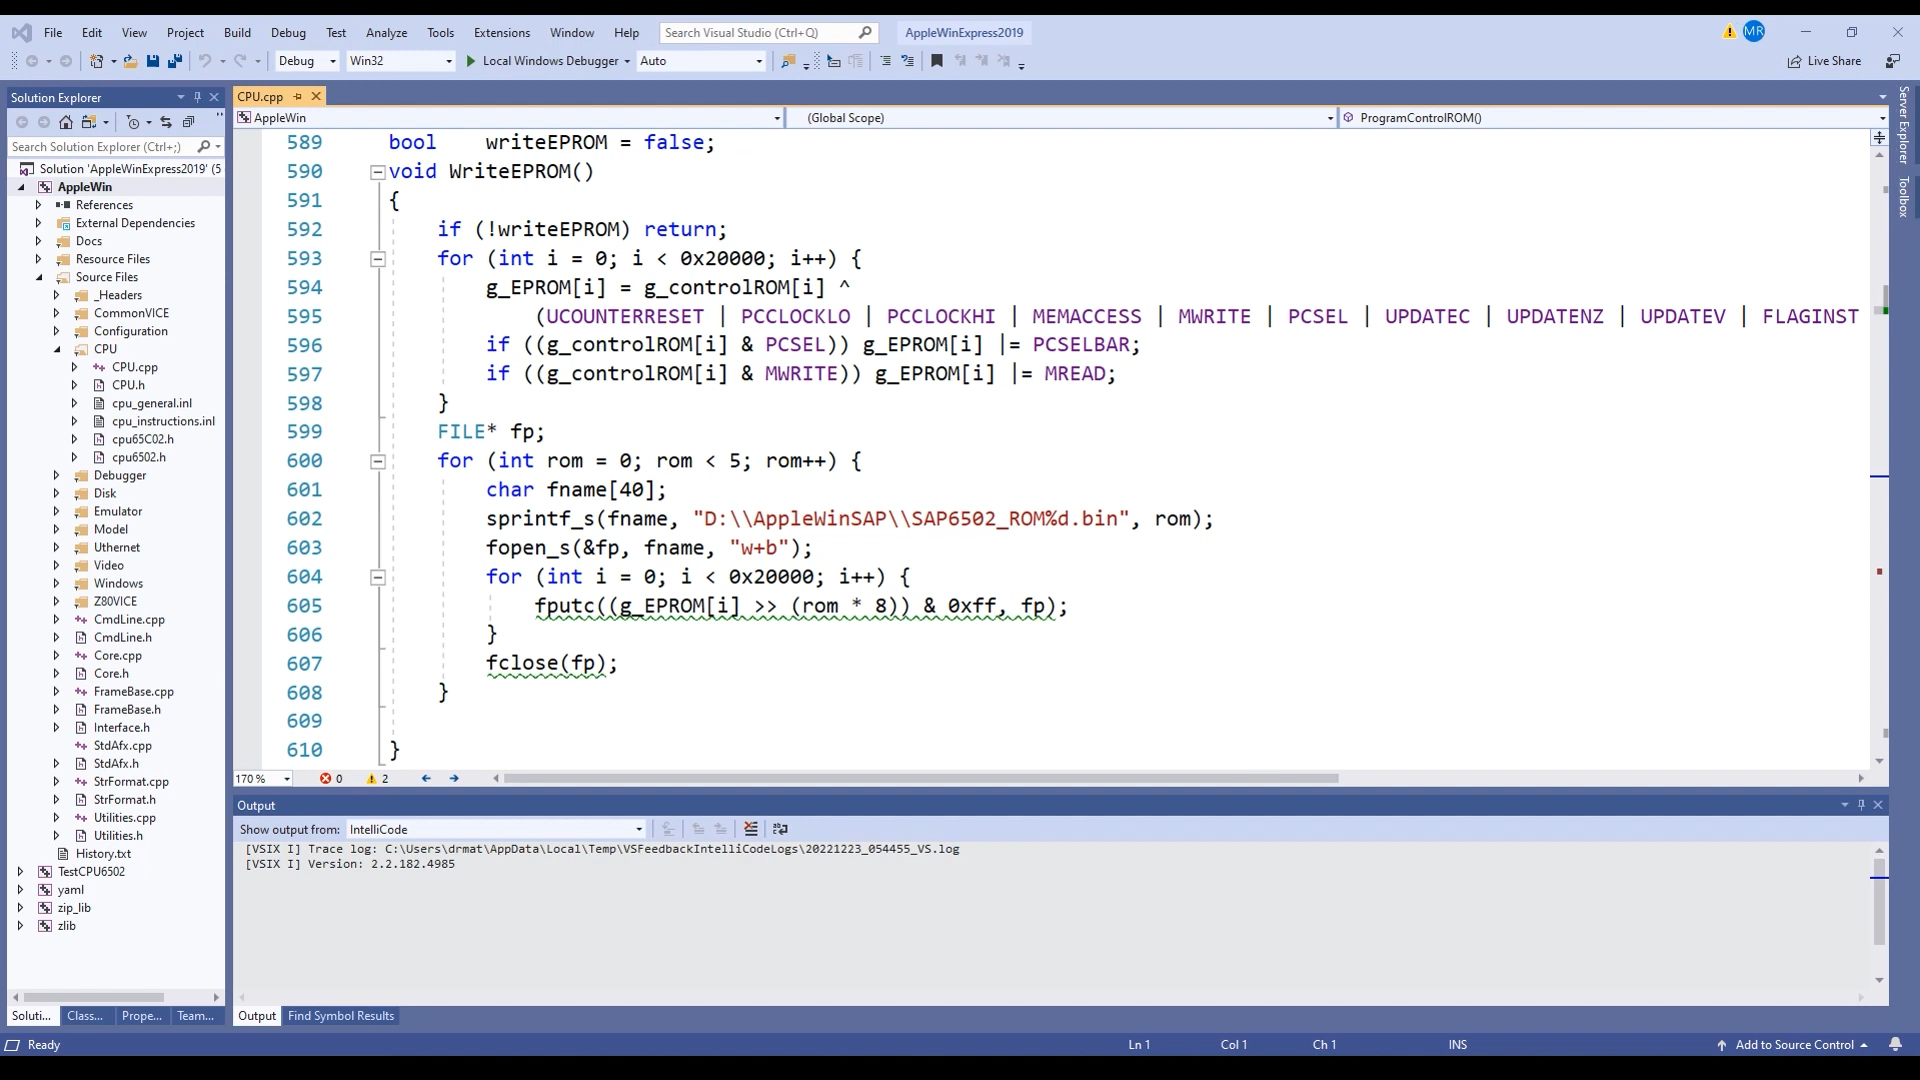 File Edit View Project Build Debug Test Analyze Tools Extensions Window Help Search Visual Studio (Ctrl+Q) AppleWinExpress2019 MR
Debug Win32 Local Windows Debugger Auto Live Share
Solution Explorer
Search Solution Explorer (Ctrl+;)
Solution 'AppleWinExpress2019' (5
AppleWin
References
External Dependencies
Docs
Resource Files
Source Files
_Headers
CommonVICE
Configuration
CPU
CPU.cpp
CPU.h
cpu_general.inl
cpu_instructions.inl
cpu65C02.h
cpu6502.h
Debugger
Disk
Emulator
Model
Uthernet
Video
Windows
Z80VICE
CmdLine.cpp
CmdLine.h
Core.cpp
Core.h
FrameBase.cpp
FrameBase.h
Interface.h
StdAfx.cpp
StdAfx.h
StrFormat.cpp
StrFormat.h
Utilities.cpp
Utilities.h
History.txt
TestCPU6502
yaml
zip_lib
zlib
Soluti... Class... Prope... Team...
CPU.cpp
AppleWin (Global Scope) ProgramControlROM()
589 bool    writeEPROM = false;
590 void WriteEPROM()
591 {
592     if (!writeEPROM) return;
593     for (int i = 0; i < 0x20000; i++) {
594         g_EPROM[i] = g_controlROM[i] ^
595             (UCOUNTERRESET | PCCLOCKLO | PCCLOCKHI | MEMACCESS | MWRITE | PCSEL | UPDATEC | UPDATENZ | UPDATEV | FLAGINST
596         if ((g_controlROM[i] & PCSEL)) g_EPROM[i] |= PCSELBAR;
597         if ((g_controlROM[i] & MWRITE)) g_EPROM[i] |= MREAD;
598     }
599     FILE* fp;
600     for (int rom = 0; rom < 5; rom++) {
601         char fname[40];
602         sprintf_s(fname, "D:\\AppleWinSAP\\SAP6502_ROM%d.bin", rom);
603         fopen_s(&fp, fname, "w+b");
604         for (int i = 0; i < 0x20000; i++) {
605             fputc((g_EPROM[i] >> (rom * 8)) & 0xff, fp);
606         }
607         fclose(fp);
608     }
609
610 }
170 % 0 2
Output
Show output from: IntelliCode
[VSIX I] Trace log: C:\Users\drmat\AppData\Local\Temp\VSFeedbackIntelliCodeLogs\20221223_054455_VS.log
[VSIX I] Version: 2.2.182.4985
Output Find Symbol Results
Server Explorer
Toolbox
Ready Ln 1 Col 1 Ch 1 INS Add to Source Control